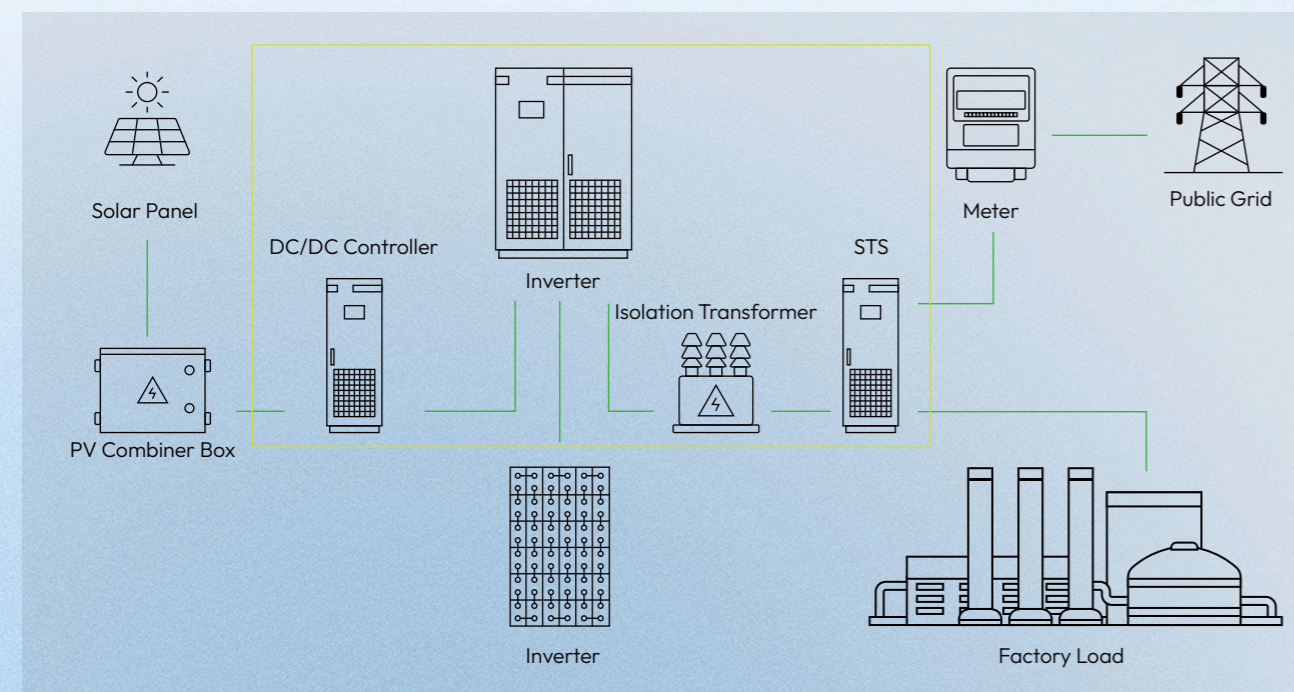 Solar Panel
Meter
Public Grid
DC/DC Controller
Inverter
STS
Isolation Transformer
PV Combiner Box
Inverter
Factory Load